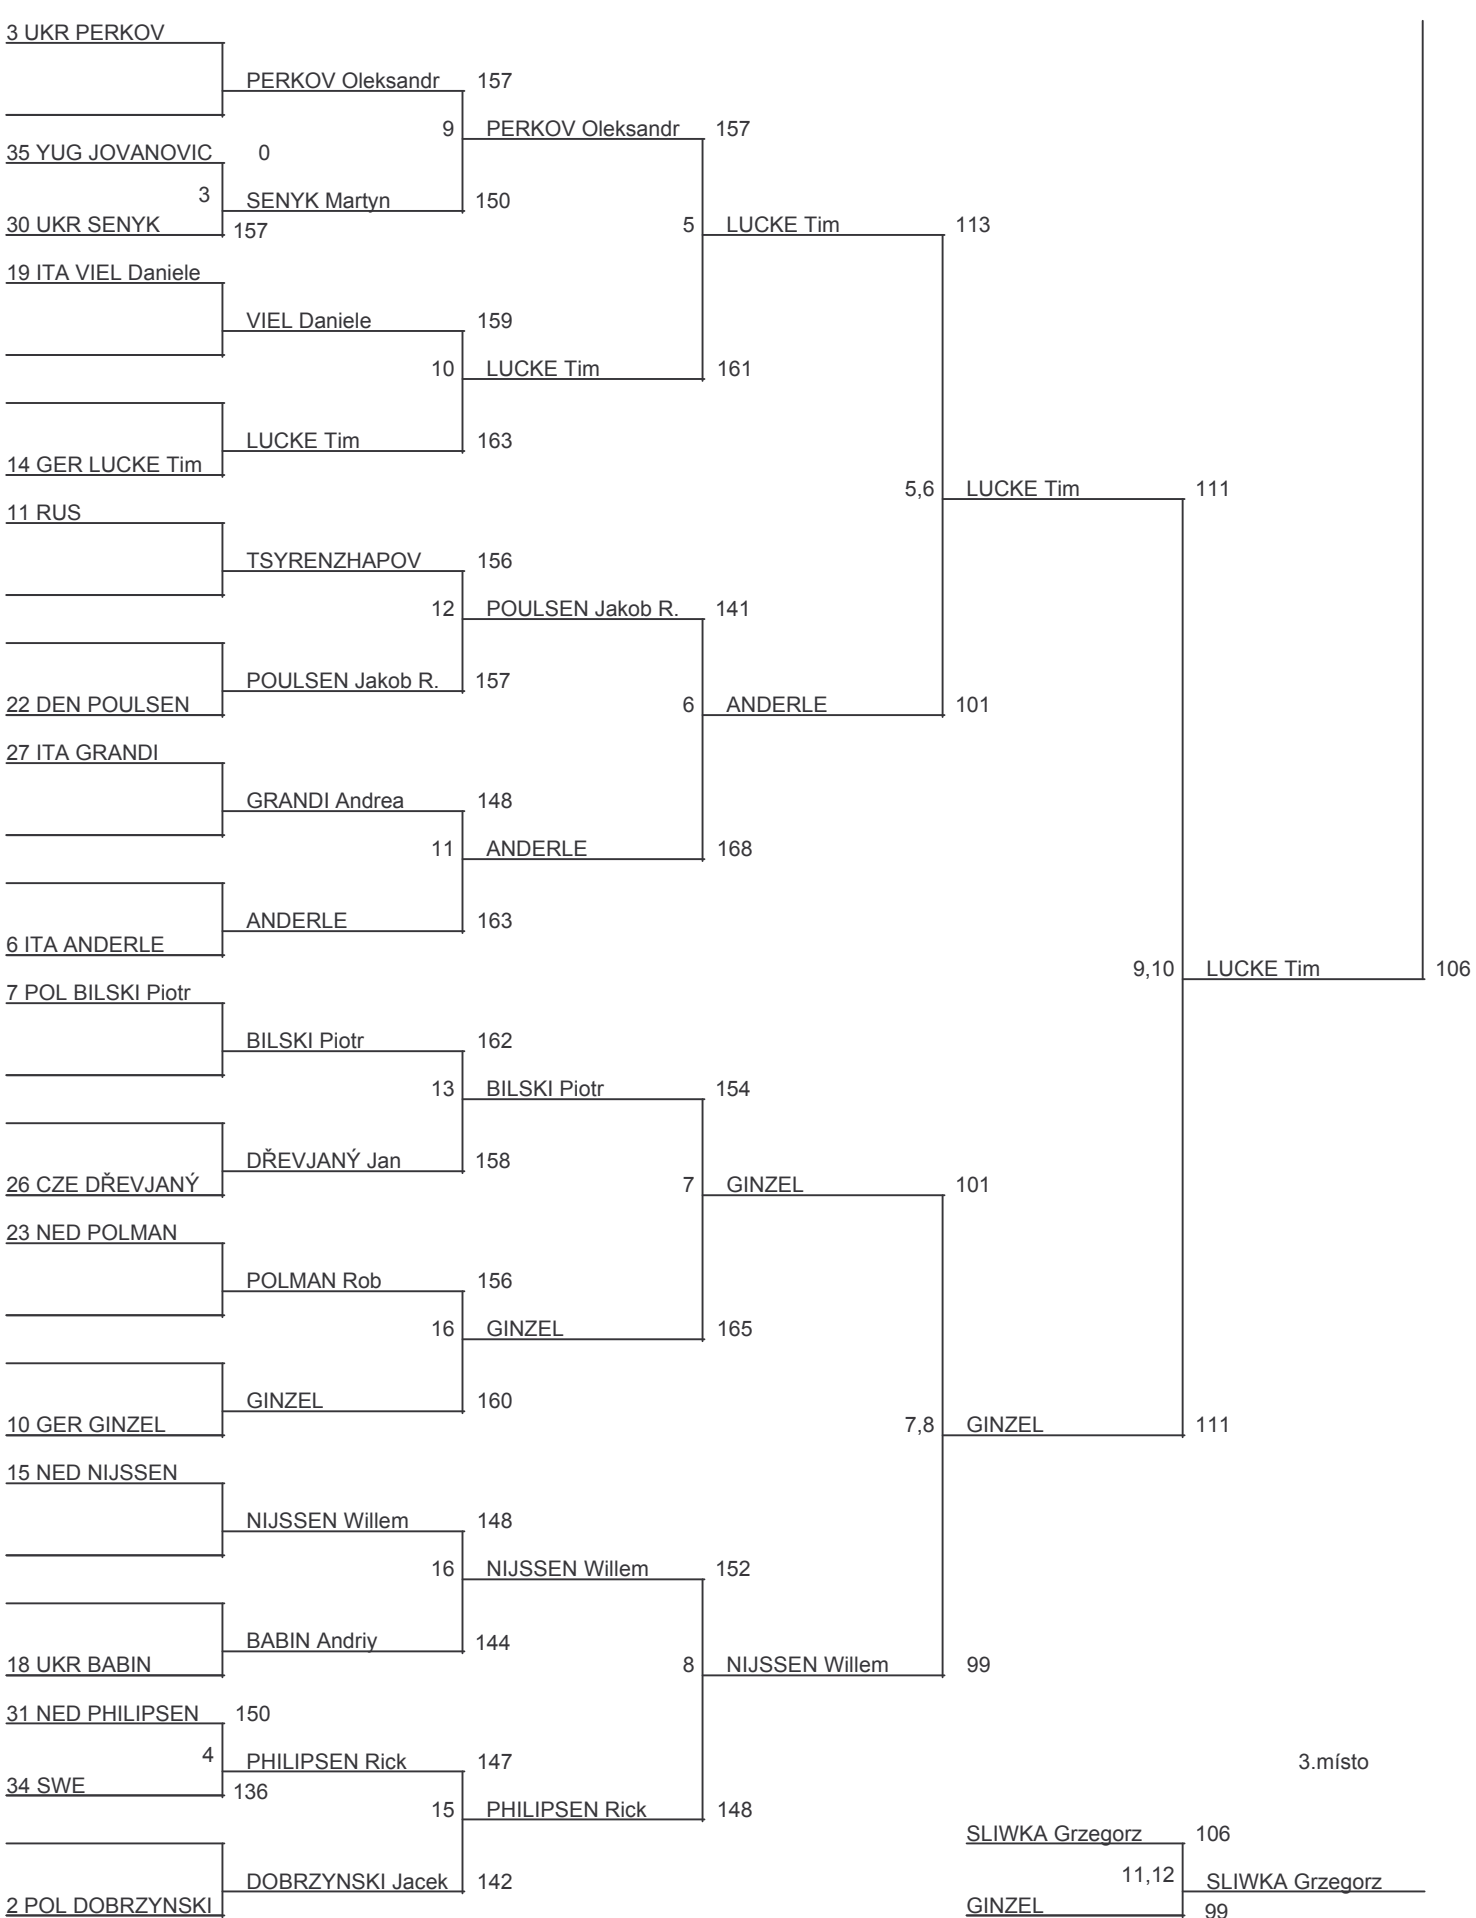 3 UKR PERKOV
PERKOV Oleksandr 157
9 PERKOV Oleksandr 157
35 YUG JOVANOVIC 0
3 SENYK Martyn 150
30 UKR SENYK 157
5 LUCKE Tim 113
19 ITA VIEL Daniele
VIEL Daniele 159
10 LUCKE Tim 161
LUCKE Tim 163
14 GER LUCKE Tim
5,6 LUCKE Tim 111
11 RUS
TSYRENZHAPOV 156
12 POULSEN Jakob R. 141
POULSEN Jakob R. 157
22 DEN POULSEN
6 ANDERLE 101
27 ITA GRANDI
GRANDI Andrea 148
11 ANDERLE 168
ANDERLE 163
6 ITA ANDERLE
9,10 LUCKE Tim 106
7 POL BILSKI Piotr
BILSKI Piotr 162
13 BILSKI Piotr 154
DŘEVJANÝ Jan 158
26 CZE DŘEVJANÝ
7 GINZEL 101
23 NED POLMAN
POLMAN Rob 156
16 GINZEL 165
GINZEL 160
10 GER GINZEL
7,8 GINZEL 111
15 NED NIJSSEN
NIJSSEN Willem 148
16 NIJSSEN Willem 152
BABIN Andriy 144
18 UKR BABIN
8 NIJSSEN Willem 99
31 NED PHILIPSEN 150
4 PHILIPSEN Rick 147
3.místo
34 SWE 136
15 PHILIPSEN Rick 148
SLIWKA Grzegorz 106
DOBRZYNSKI Jacek 142
11,12 SLIWKA Grzegorz
2 POL DOBRZYNSKI
GINZEL 99